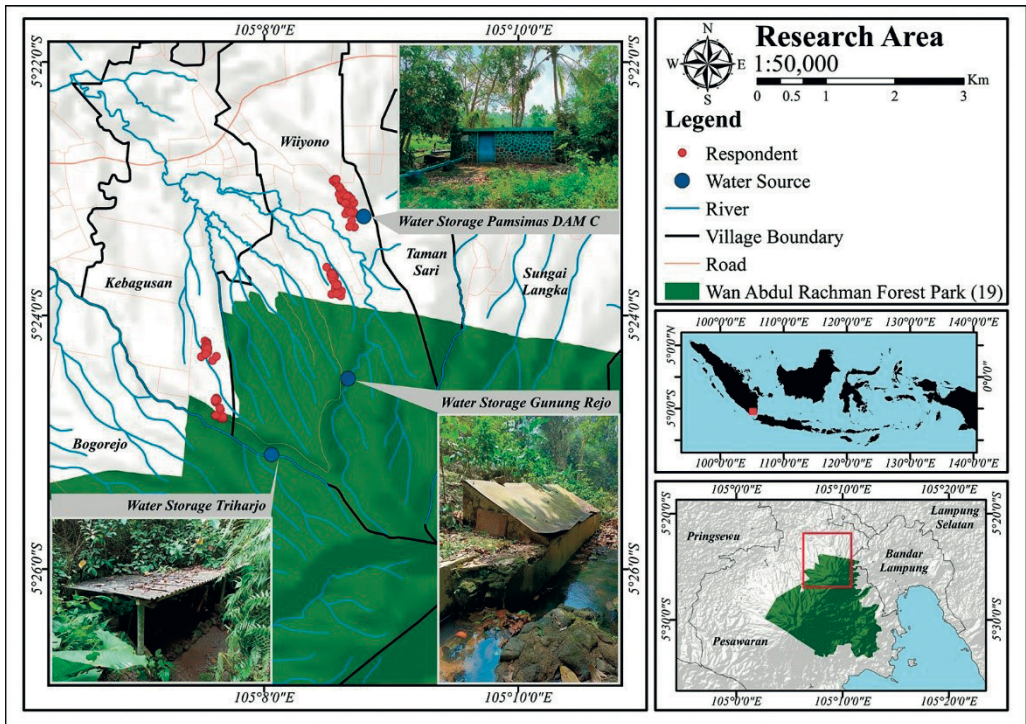 105°8'0"E
105°10'0"E
5°22'0"S
5°22'0"S
Wiiyono
Water Storage Pamsimas DAM C
Taman
Sari
Sungai
Langka
Kebagusan
5°24'0"S
5°24'0"S
Water Storage Gunung Rejo
Bogorejo
Water Storage Triharjo
5°26'0"S
5°26'0"S
105°8'0"E
105°10'0"E
N
W
E
S
Research Area
1:50,000
Km
0
0.5
1
2
3
Legend
Respondent
Water Source
River
Village Boundary
Road
Wan Abdul Rachman Forest Park (19)
100°0'0"E
110°0'0"E
120°0'0"E
130°0'0"E
140°0'0"E
5°0'0"N
0°0'0"
5°0'0"S
100°0'0"E
110°0'0"E
120°0'0"E
130°0'0"E
140°0'0"E
105°0'0"E
105°10'0"E
105°20'0"E
5°20'0"S
5°20'0"S
Lampung
Selatan
Pringsewu
Bandar
Lampung
5°30'0"S
5°30'0"S
Pesawaran
105°0'0"E
105°10'0"E
105°20'0"E